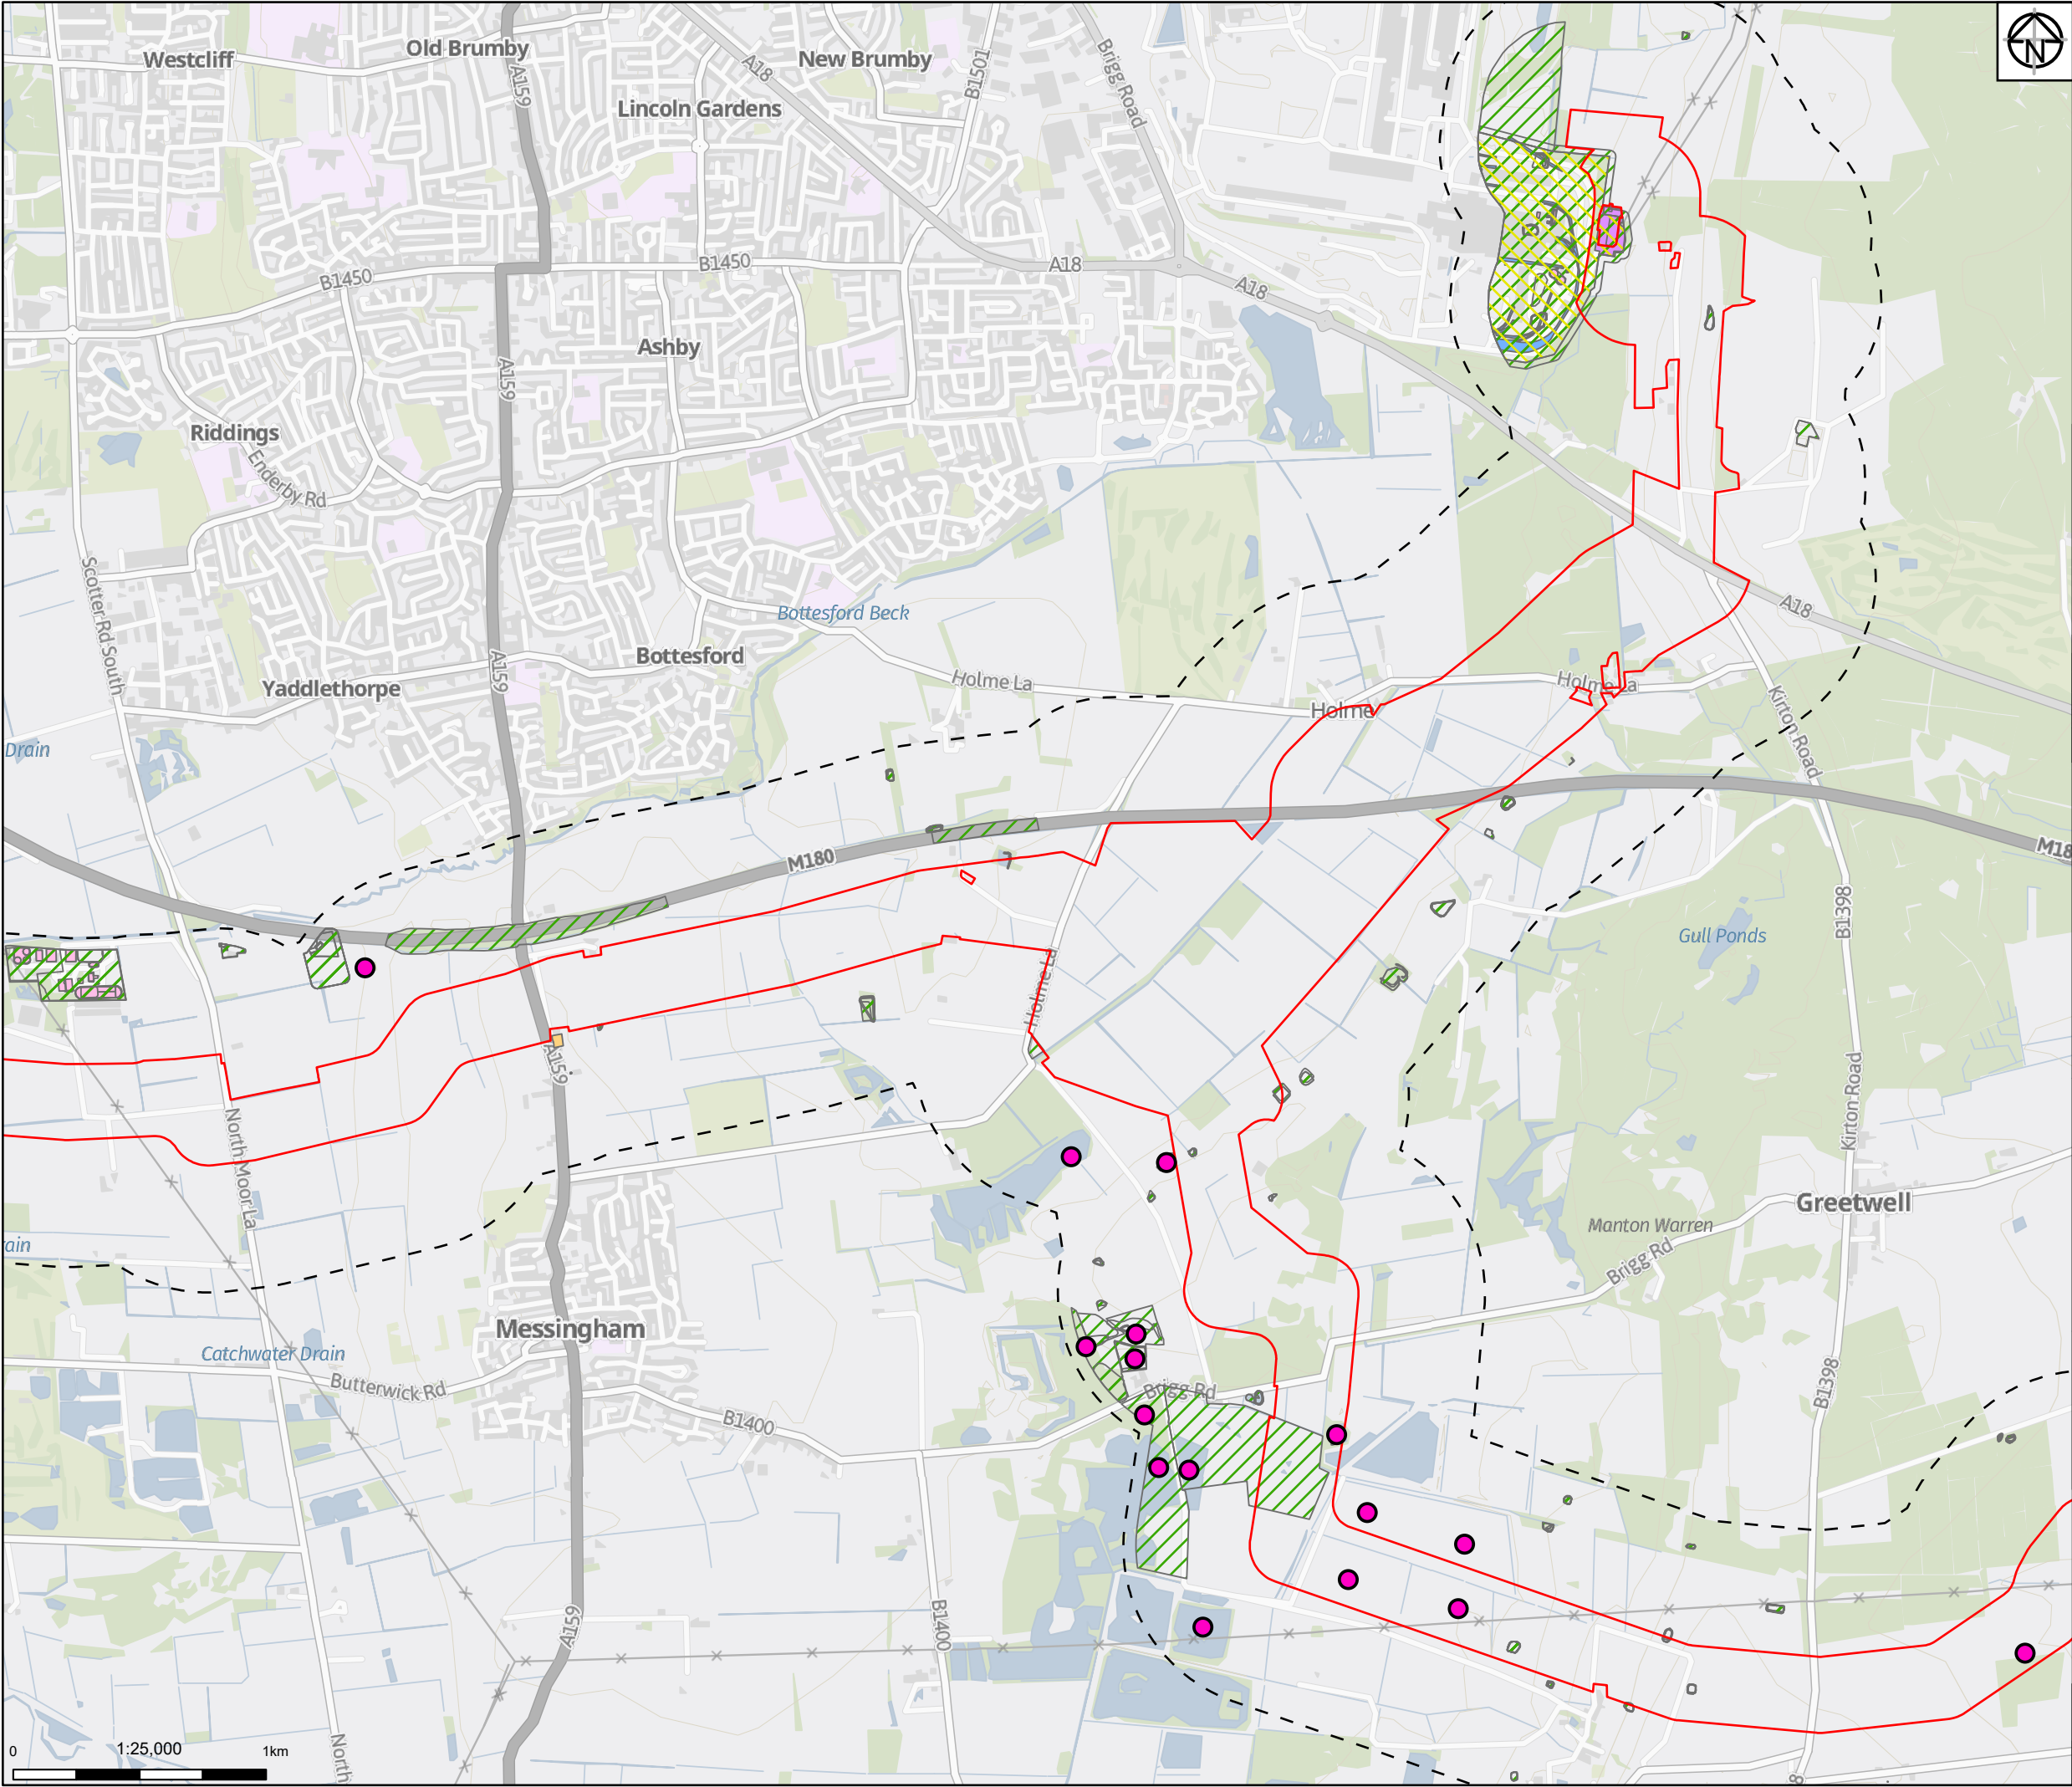 Westcliff
Old Brumby
A159
A18
New Brumby
B1501
Brigg Road
N
Lincoln Gardens
B1450
B1450
A18
A18
Ashby
A159
Riddings
Enderby Rd
Scotter Rd South
Bottesford Beck
A18
Bottesford
A159
Yaddlethorpe
Holme La
Holme La
Holme
Kirton Road
Drain
M180
M18
B1398
Gull Ponds
Holme La
A159
North Moor La
Kirton Road
Greetwell
Manton Warren
Brigg Rd
rain
Messingham
Catchwater Drain
Butterwick Rd
Brigg Rd
B1398
B1400
A159
B1400
North
8
0
1:25,000
1km